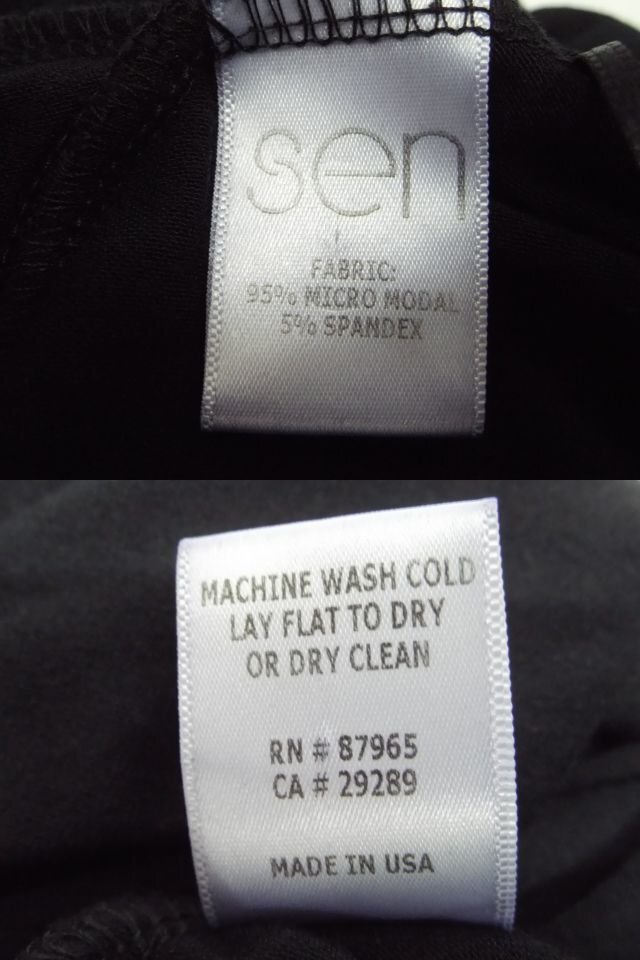 sen
FABRIC:
95% MICRO MODAL
5% SPANDEX
MACHINE WASH COLD
LAY FLAT TO DRY
OR DRY CLEAN
RN # 87965
CA # 29289
MADE IN USA